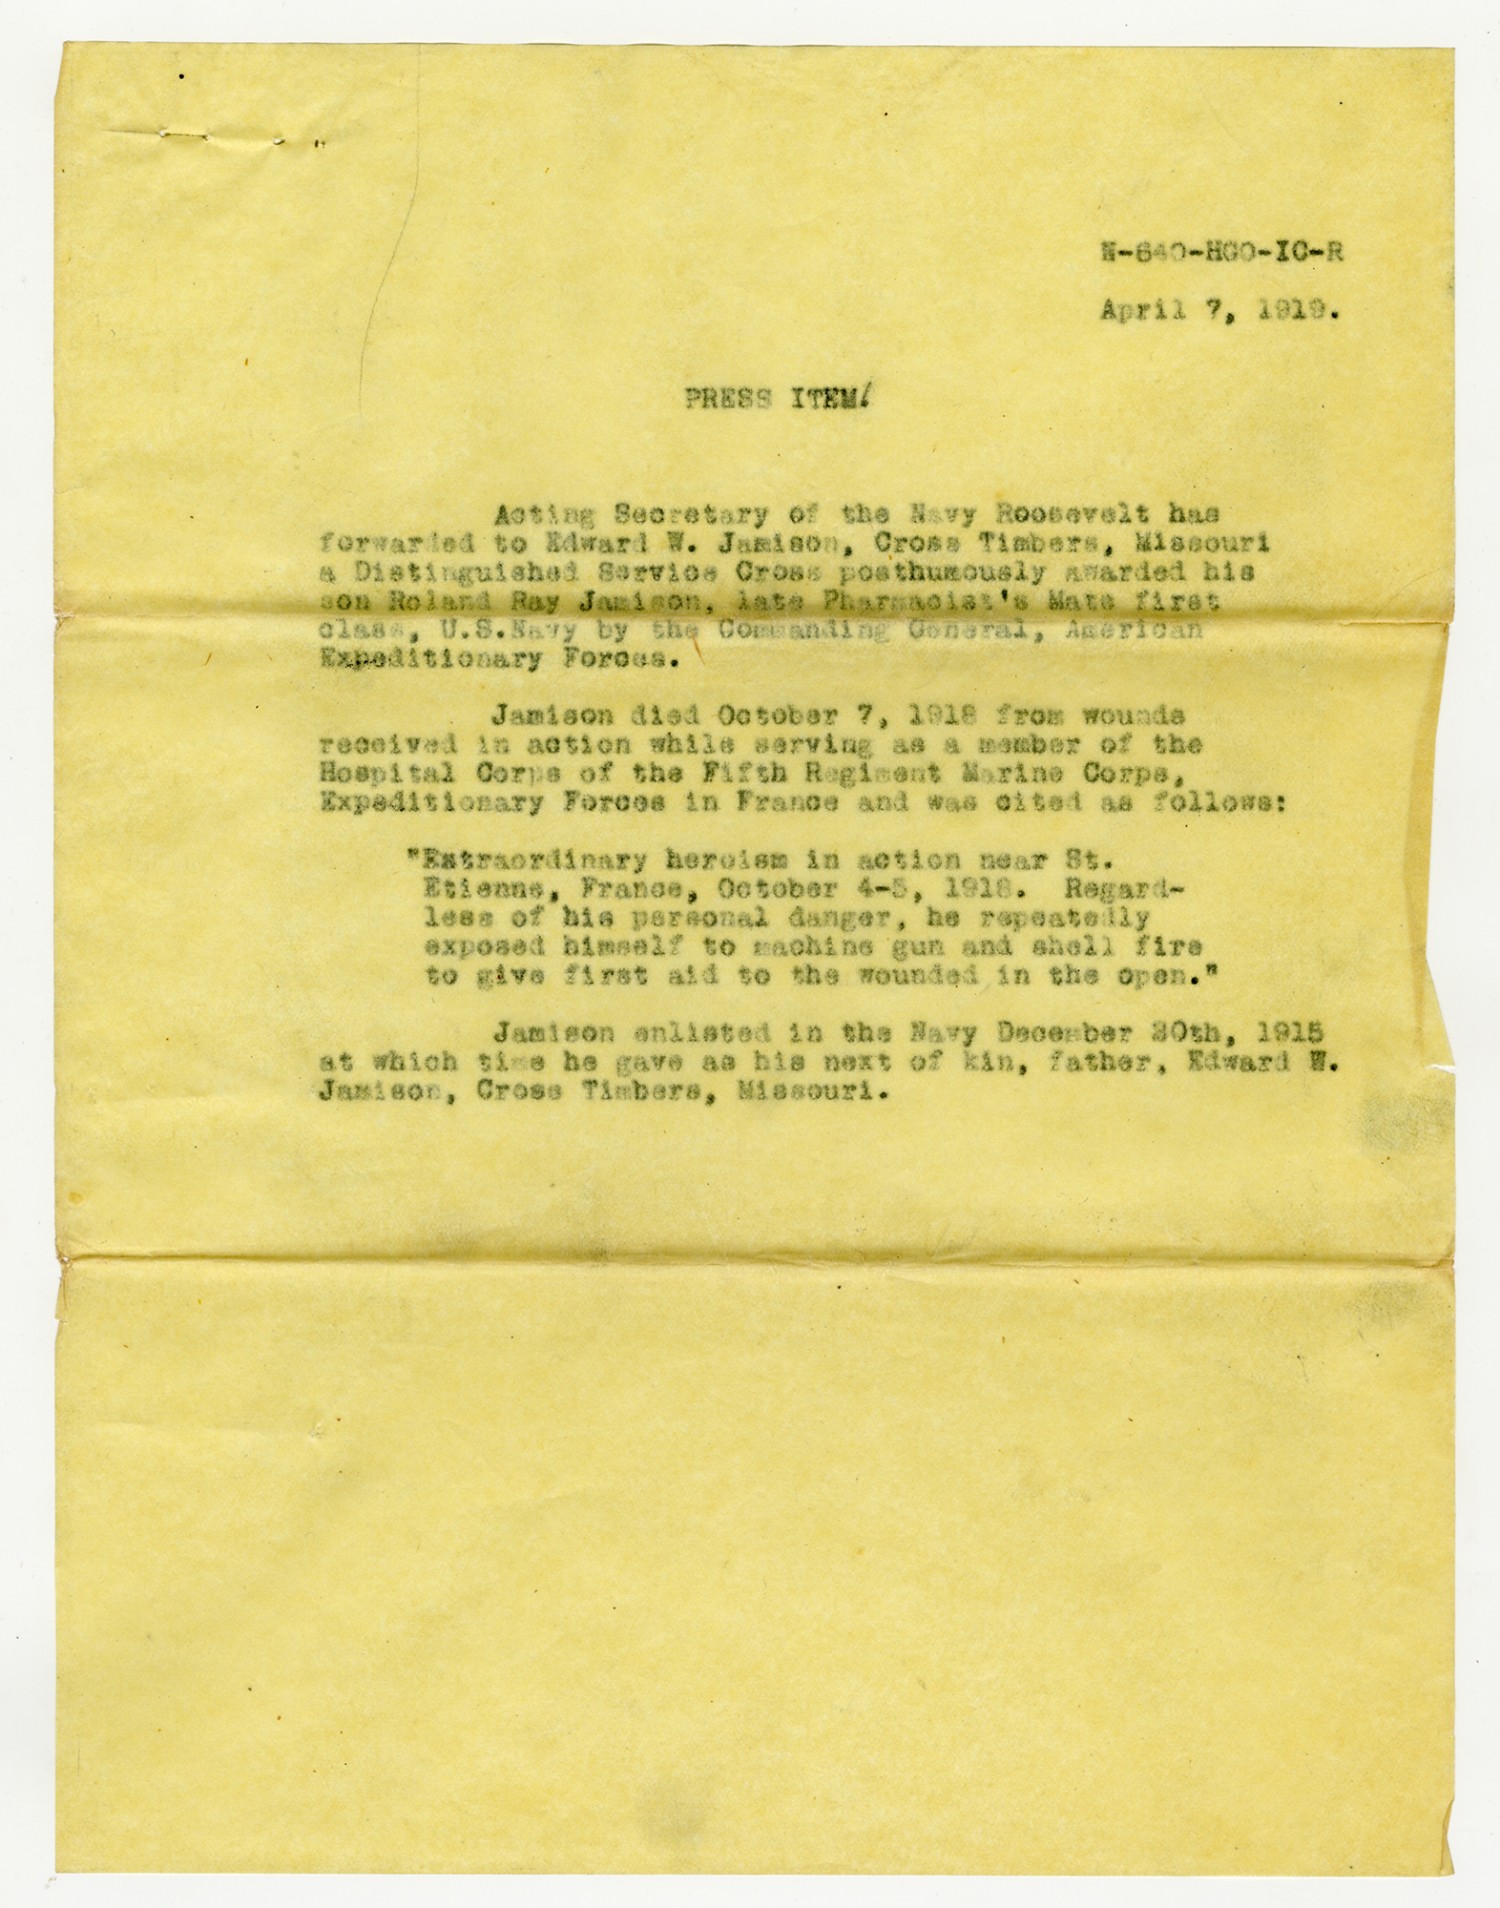 N-640-HGO-IC-R
April 7, 1919.
PRESS ITEM/
Acting Secretary of the Navy Roosevelt has
forwarded to Edward W. Jamison, Cross Timbers, Missouri
a Distinguished Service Cross posthumously awarded his
son Roland Ray Jamison, late Pharmacist's Mate first
class, U.S.Navy by the Commanding General, American
Expeditionary Forces.
Jamison died October 7, 1918 from wounds
received in action while serving as a member of the
Hospital Corps of the Fifth Regiment Marine Corps,
Expeditionary Forces in France and was cited as follows:
"Extraordinary heroism in action near St.
Etienne, France, October 4-5, 1918. Regard-
less of his personal danger, he repeatedly
exposed himself to machine gun and shell fire
to give first aid to the wounded in the open."
Jamison enlisted in the Navy December 30th, 1915
at which time he gave as his next of kin, father, Edward W.
Jamison, Cross Timbers, Missouri.